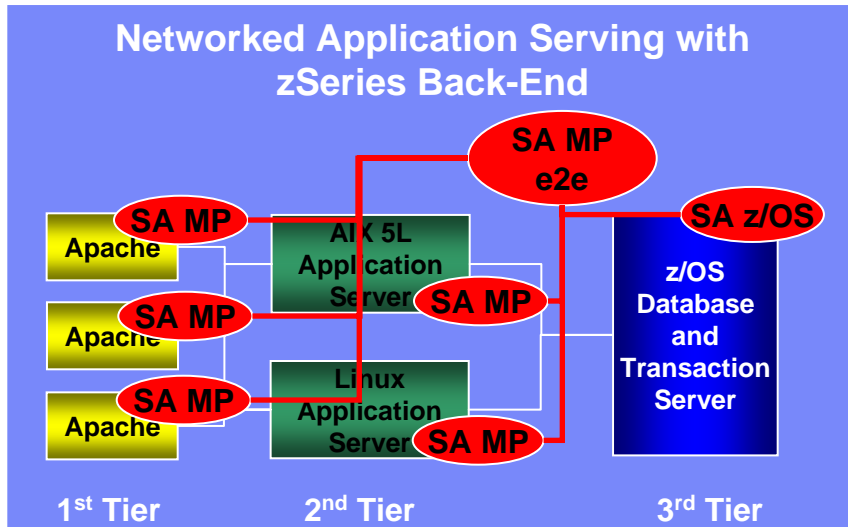 Networked Application Serving with
zSeries Back-End
SA MP
e2e
SA MP
SA z/OS
Apache
AIX 5L
Application
Server
SA MP
z/OS
Database
and
Transaction
Server
SA MP
Apache
SA MP
Apache
Linux
Application
Server
SA MP
1st Tier
2nd Tier
3rd Tier